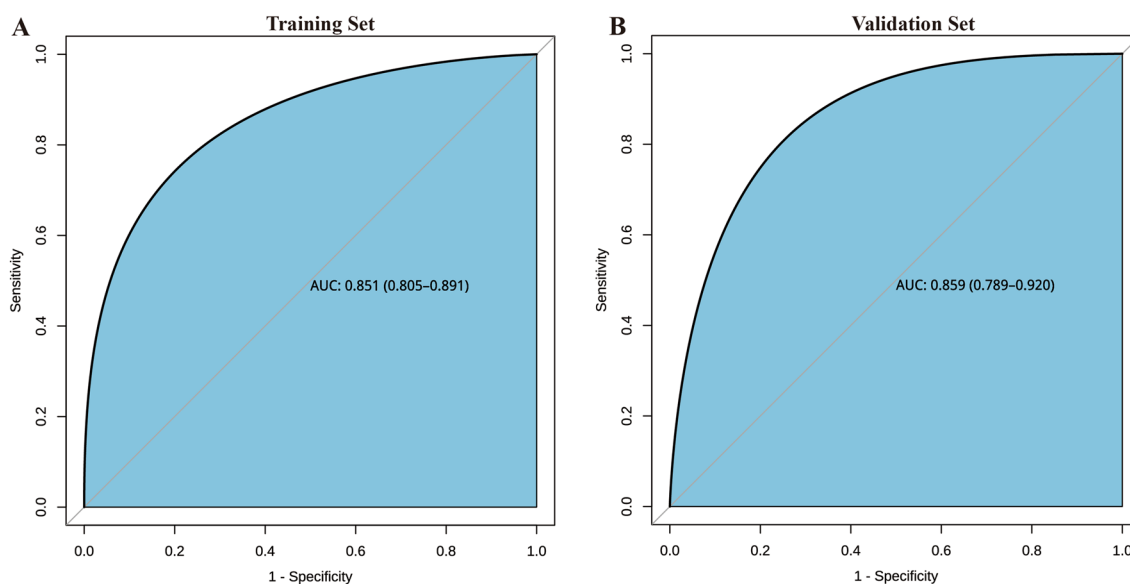 A
Training Set
1.0
0.8
0.6
0.4
0.2
0.0
Sensitivity
AUC: 0.851 (0.805–0.891)
0.0 0.2 0.4 0.6 0.8 1.0
1 - Specificity
B
Validation Set
1.0
0.8
0.6
0.4
0.2
0.0
Sensitivity
AUC: 0.859 (0.789–0.920)
0.0 0.2 0.4 0.6 0.8 1.0
1 - Specificity